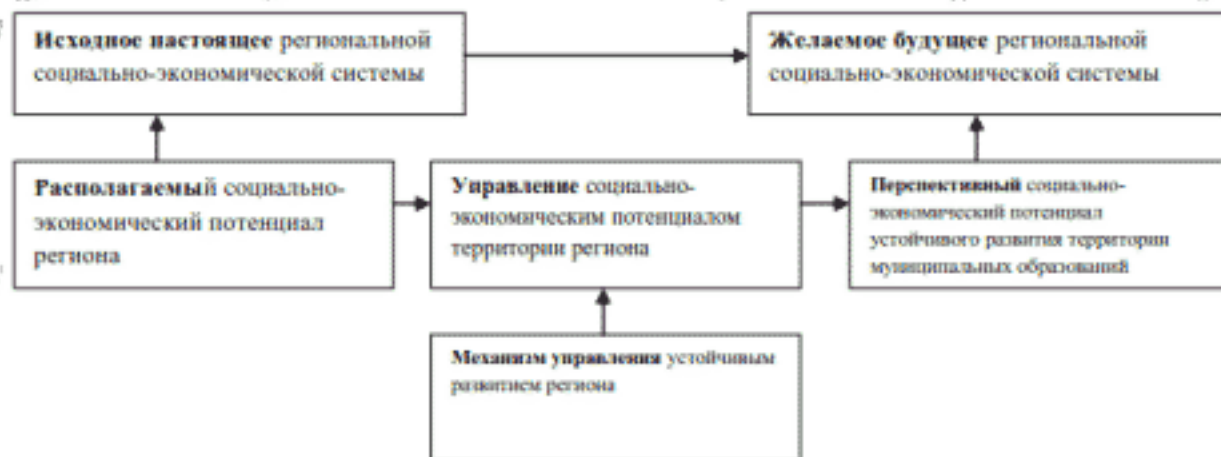 Исходное настоящее региональной
социально-экономической системы
Желаемое будущее региональной
социально-экономической системы
Располагаемый социально-
экономический потенциал
региона
Управление социально-
экономическим потенциалом
территории региона
Перспективный социально-
экономический потенциал
устойчивого развития территории
муниципальных образований
Механизм управления устойчивым
развитием региона